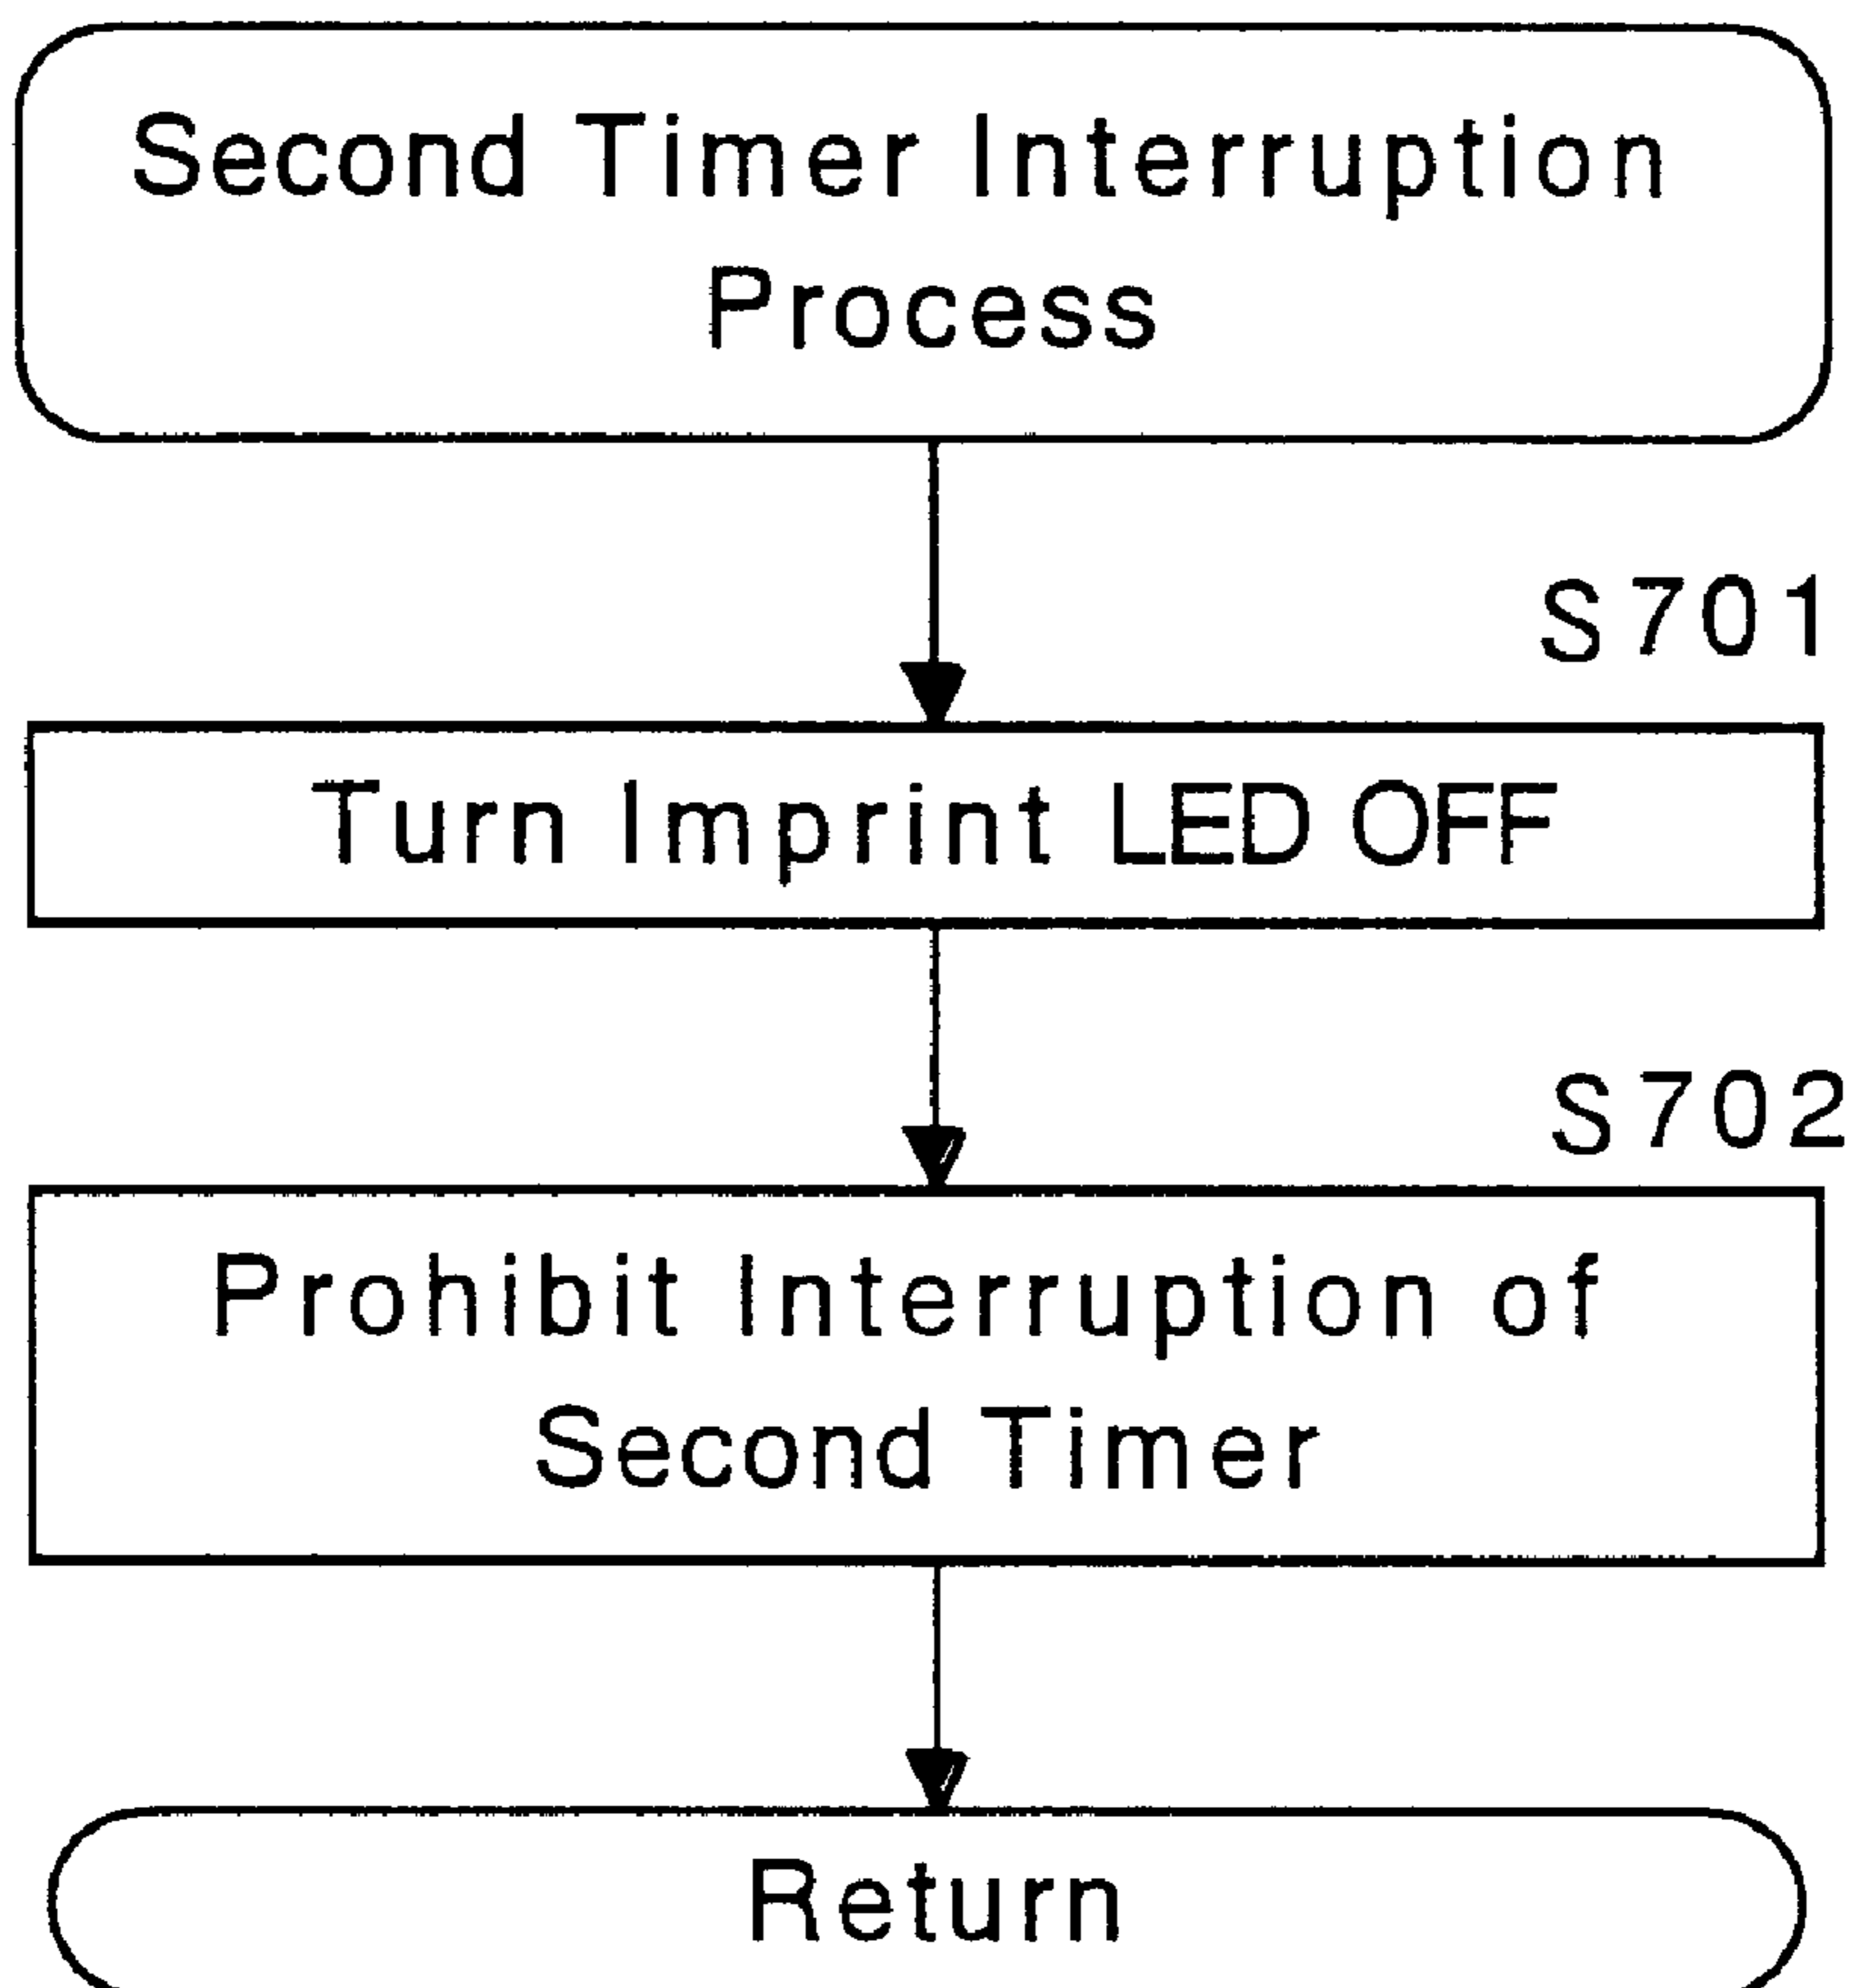 Second Timer Interruption
Process
S701
Turn Imprint LED OFF
S702
Prohibit Interruption of
Second Timer
Return